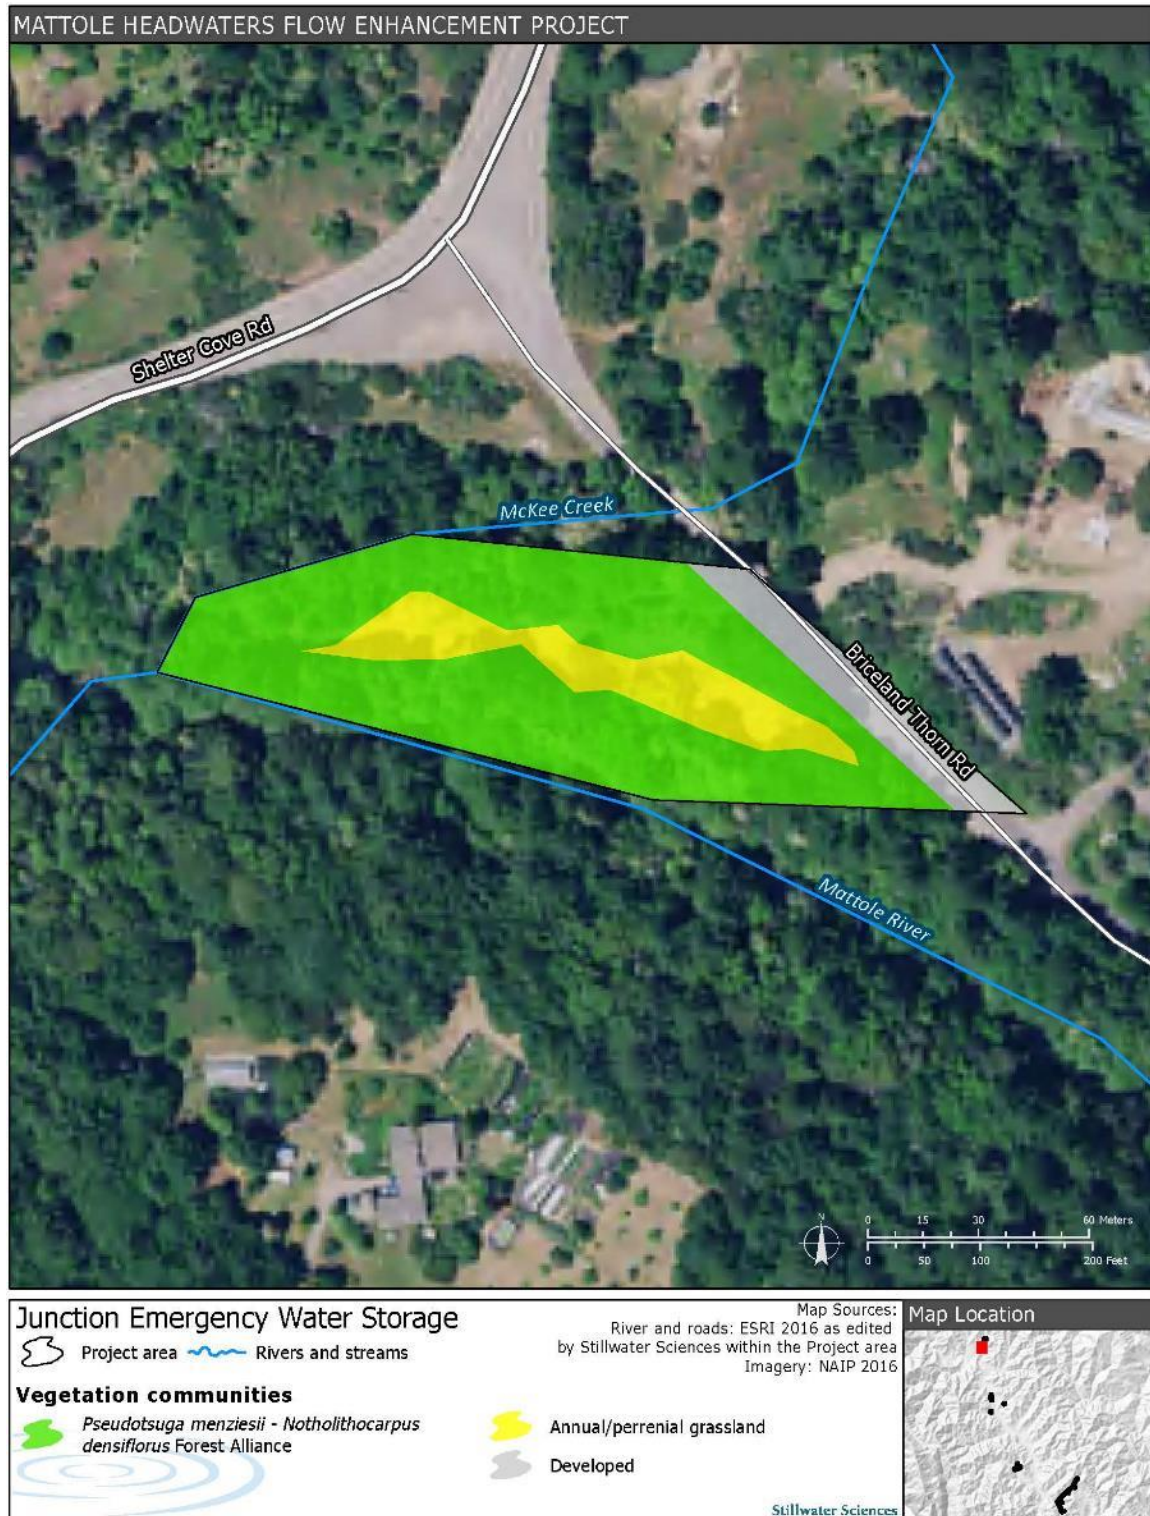 MATTOLE HEADWATERS FLOW ENHANCEMENT PROJECT
Shelter Cove Rd
McKee Creek
Briceland Thorn Rd
Mattole River
N
0 15 30 60 Meters
0 50 100 200 Feet
Junction Emergency Water Storage
Project area
Rivers and streams
Map Sources:
River and roads: ESRI 2016 as edited
by Stillwater Sciences within the Project area
Imagery: NAIP 2016
Vegetation communities
Pseudotsuga menziesii - Notholithocarpus
densiflorus Forest Alliance
Annual/perrenial grassland
Developed
Stillwater Sciences
Map Location